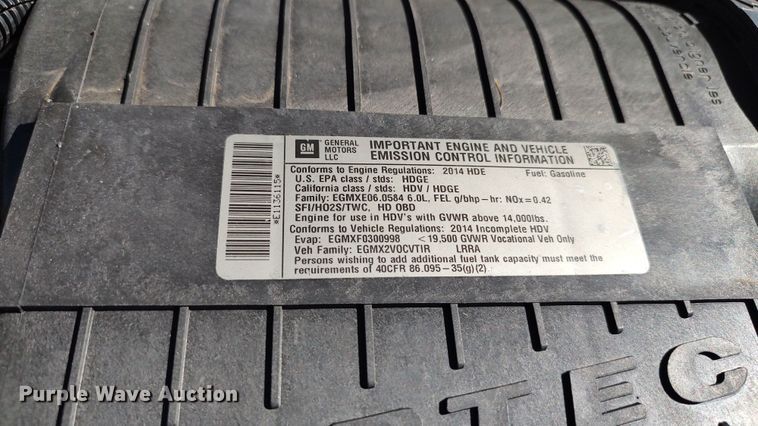 GM
GENERAL MOTORS LLC
IMPORTANT ENGINE AND VEHICLE
EMISSION CONTROL INFORMATION
Conforms to Engine Regulations: 2014 HDE Fuel: Gasoline
U.S. EPA class / stds: HDGE
California class / stds: HDV / HDGE
Family: EGMXE06.0584 6.0L, FEL g/bhp-hr: NOx=0.42
SFI/HO2S/TWC, HD OBD
Engine for use in HDV's with GVWR above 14,000lbs.
Conforms to Vehicle Regulations: 2014 Incomplete HDV
Evap: EGMXF0300998 <19,500 GVWR Vocational Veh Only
Veh Family: EGMX2VOCVTIR LRRA
Persons wishing to add additional fuel tank capacity must meet the
requirements of 40CFR 86.095-35(g)(2).
*E1136115*
RTEC
Purple Wave Auction